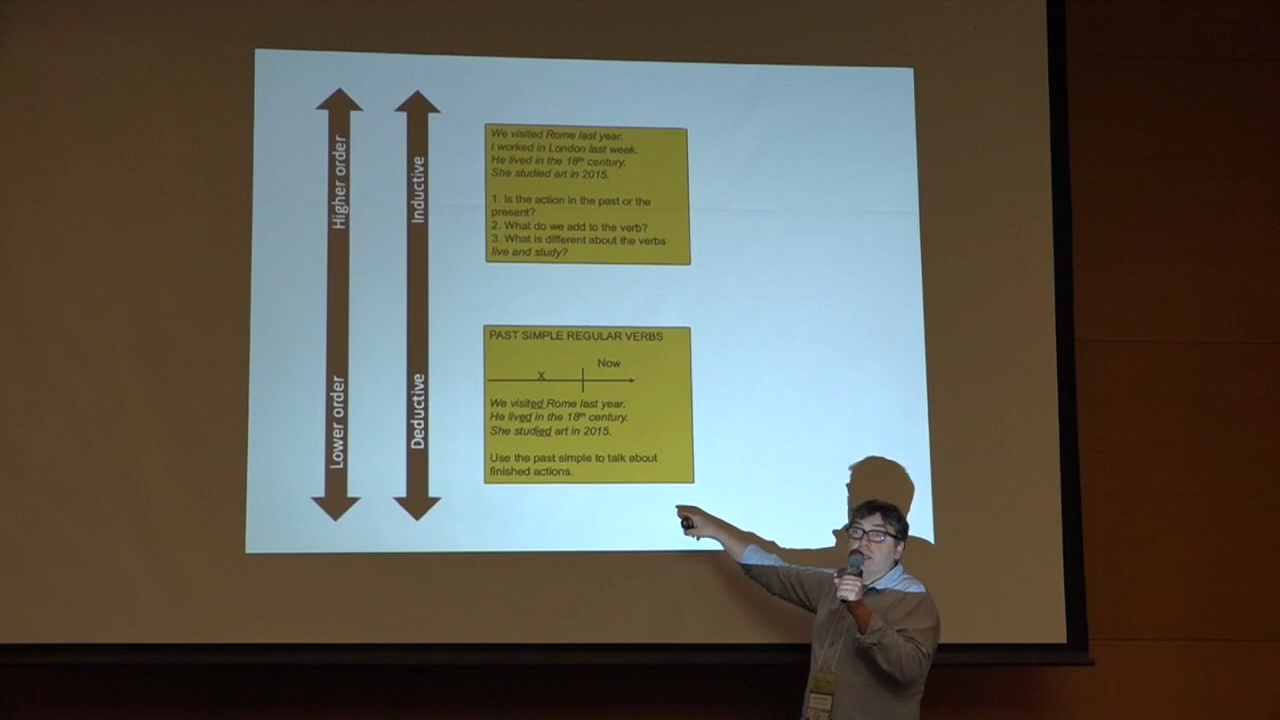 Higher order
Lower order
Inductive
Deductive
We visited Rome last year.
I worked in London last week.
He lived in the 18th century.
She studied art in 2015.
1. Is the action in the past or the
present?
2. What do we add to the verb?
3. What is different about the verbs
live and study?
PAST SIMPLE REGULAR VERBS
Now
X
We visited Rome last year.
He lived in the 18th century.
She studied art in 2015.
Use the past simple to talk about
finished actions.